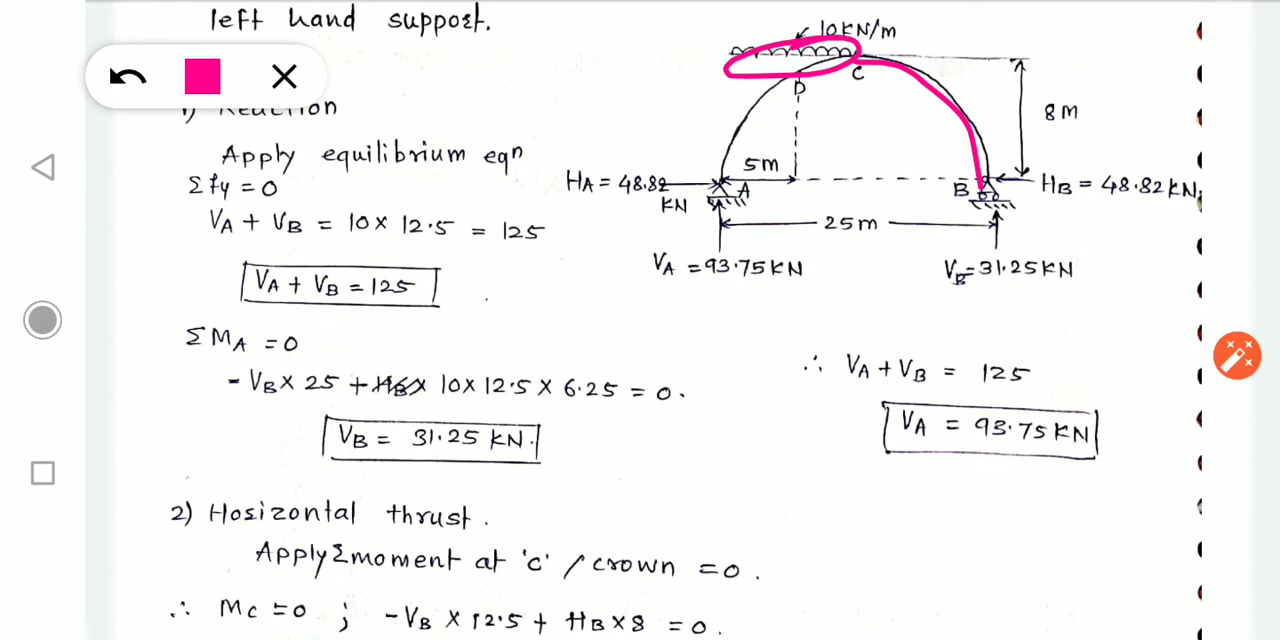 left hand support.
1) Reaction
Apply equilibrium eqn
Σfy = 0
VA + VB = 10 × 12.5 = 125
VA + VB = 125
ΣMA = 0
- VB × 25 + 10 × 12.5 × 6.25 = 0.
VB = 31.25 KN.
10 KN/m
C
D
8 m
5m
HA = 48.82 KN
A
B
HB = 48.82 KN
25 m
VA = 93.75 KN
VB = 31.25 KN
∴ VA + VB = 125
VA = 93.75 KN
2) Horizontal thrust.
Apply Σmoment at 'c' / crown = 0.
∴ Mc = 0 ; - VB × 12.5 + HB × 8 = 0.